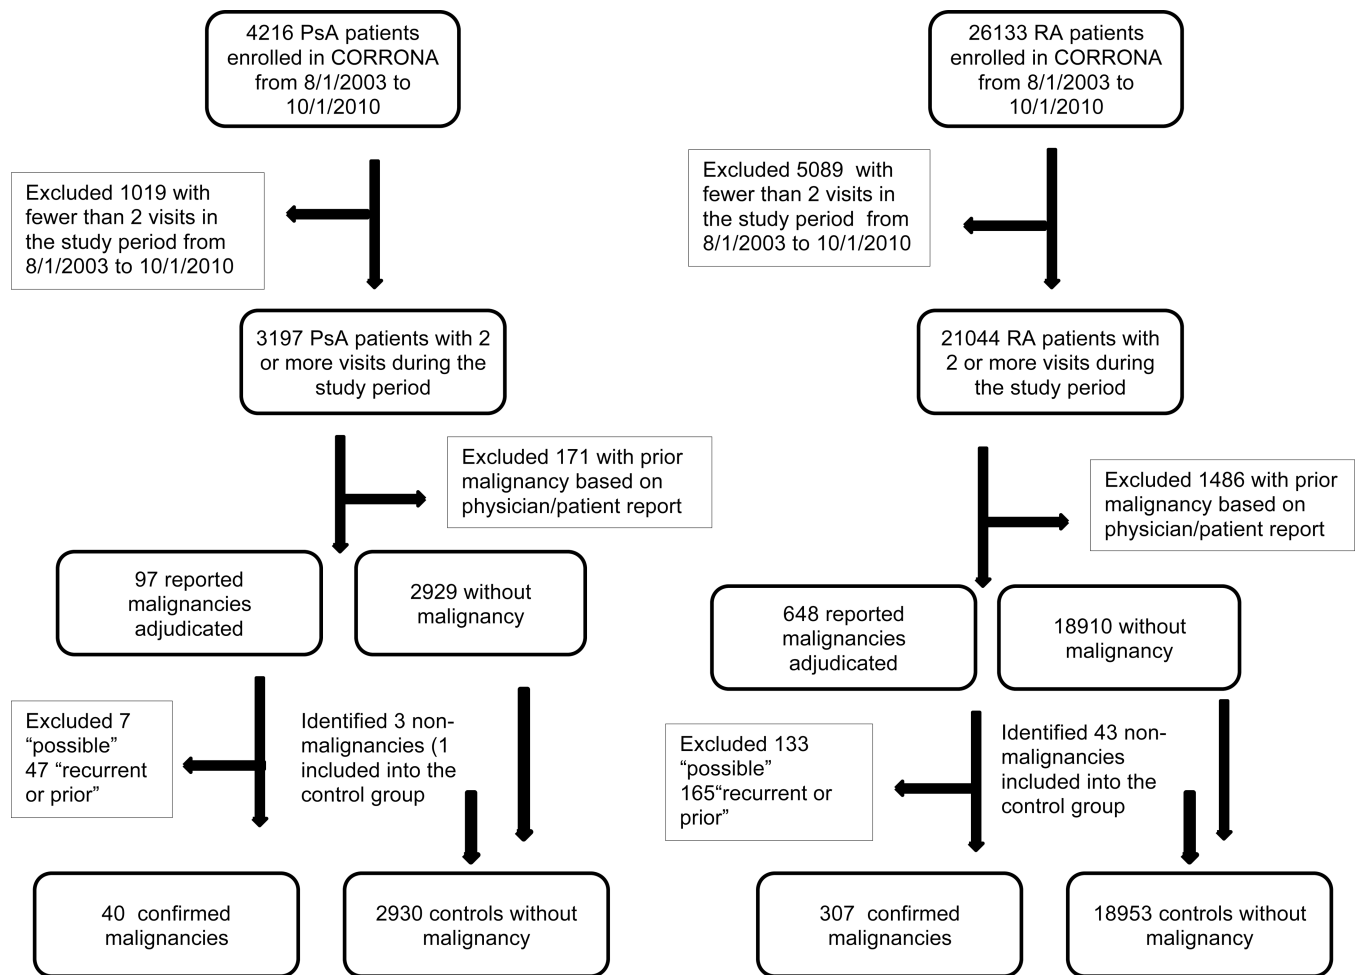 4216 PsA patients
enrolled in CORRONA
from 8/1/2003 to
10/1/2010
Excluded 1019 with
fewer than 2 visits in
the study period from
8/1/2003 to 10/1/2010
3197 PsA patients with 2
or more visits during the
study period
Excluded 171 with prior
malignancy based on
physician/patient report
97 reported
malignancies
adjudicated
2929 without
malignancy
Excluded 7
“possible”
47 “recurrent
or prior”
Identified 3 non-
malignancies (1
included into the
control group
40 confirmed
malignancies
2930 controls without
malignancy
26133 RA patients
enrolled in CORRONA
from 8/1/2003 to
10/1/2010
Excluded 5089 with
fewer than 2 visits in
the study period from
8/1/2003 to 10/1/2010
21044 RA patients with
2 or more visits during
the study period
Excluded 1486 with prior
malignancy based on
physician/patient report
648 reported
malignancies
adjudicated
18910 without
malignancy
Excluded 133
“possible”
165“recurrent or
prior”
Identified 43 non-
malignancies
included into the
control group
307 confirmed
malignancies
18953 controls without
malignancy